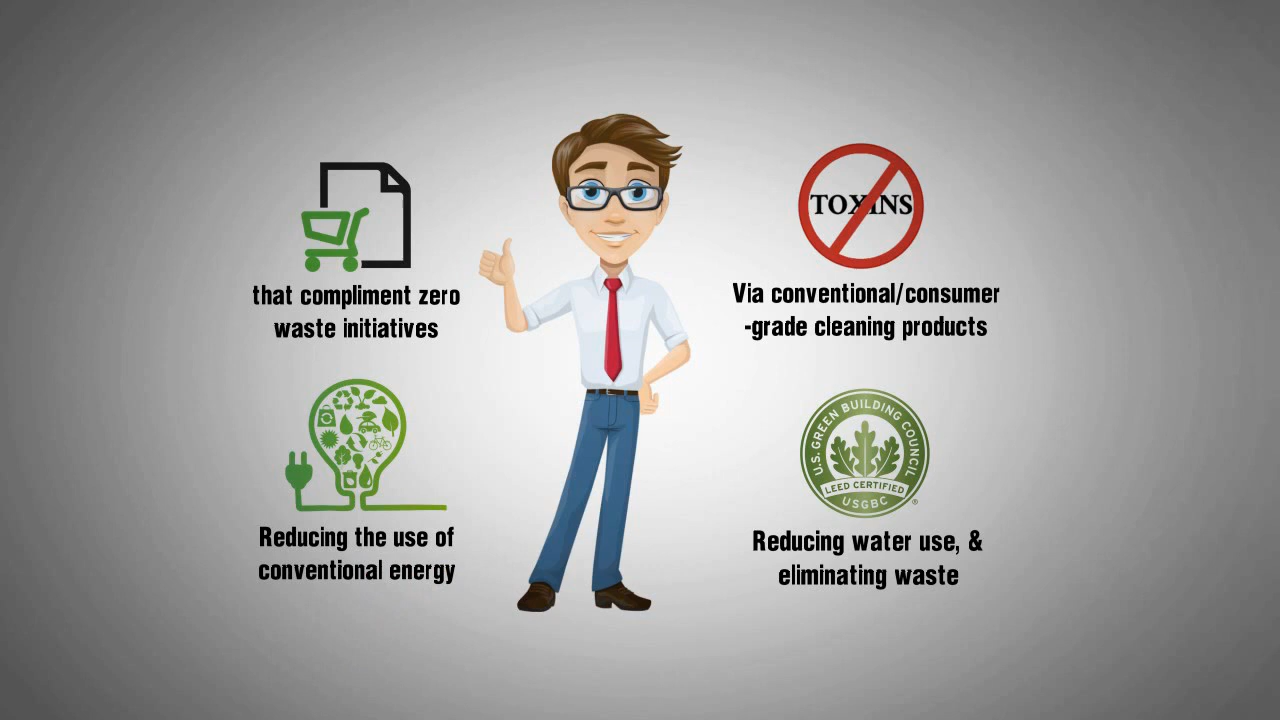 that compliment zero
waste initiatives
TOXINS
Via conventional/consumer
-grade cleaning products
Reducing the use of
conventional energy
U.S. GREEN BUILDING COUNCIL
LEED CERTIFIED
USGBC
®
Reducing water use, &
eliminating waste